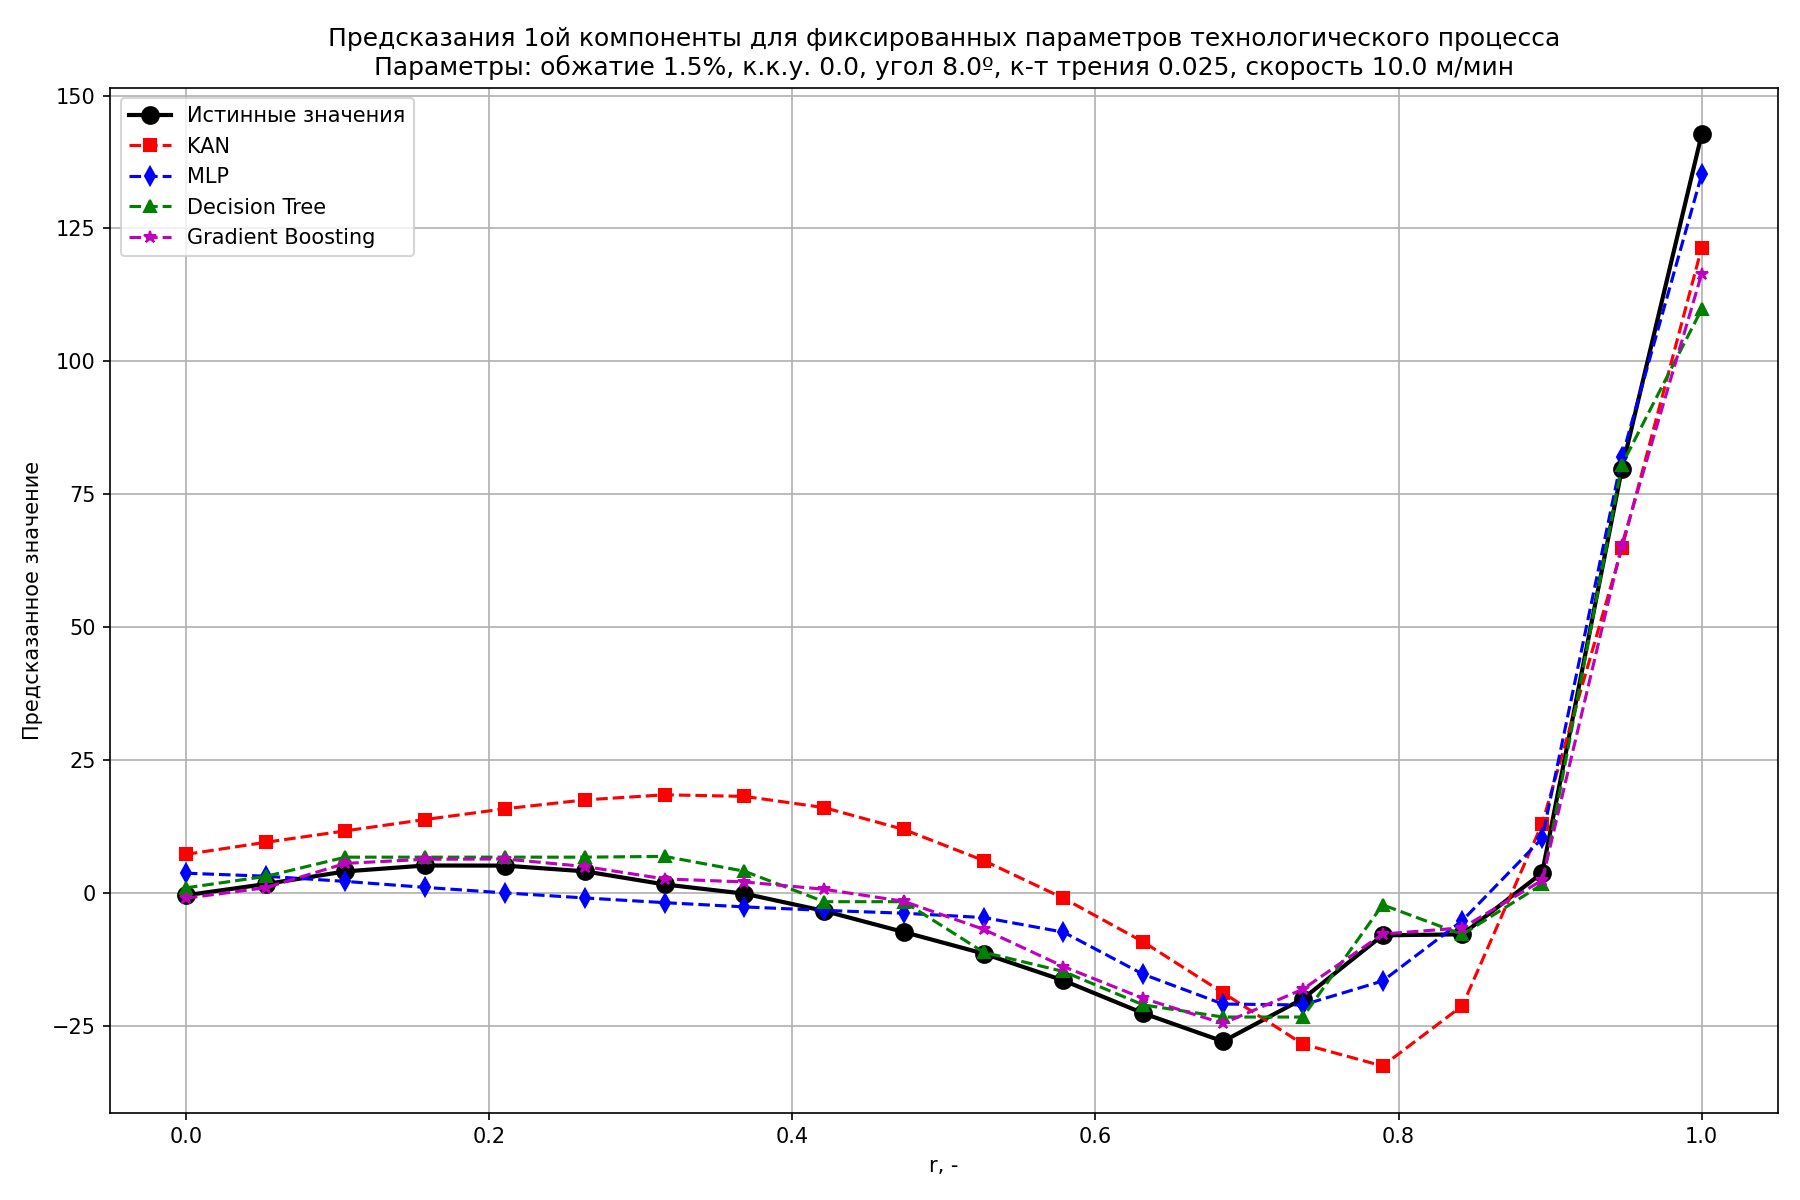 Предсказания 1ой компоненты для фиксированных параметров технологического процесса
Параметры: обжатие 1.5%, к.к.у. 0.0, угол 8.0º, к-т трения 0.025, скорость 10.0 м/мин
Истинные значения
KAN
MLP
Decision Tree
Gradient Boosting
Предсказанное значение
150
125
100
75
50
25
0
−25
0.0 0.2 0.4 0.6 0.8 1.0
r, -